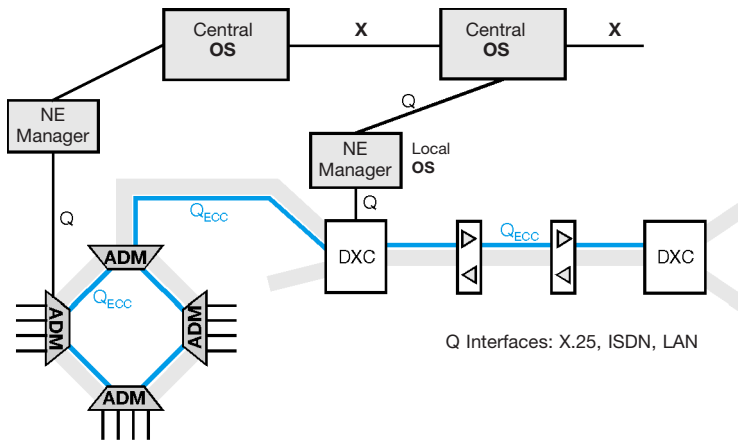 Central
OS
X
Central
OS
X
NE
Manager
Q
NE
Manager
Local
OS
Q
Q
QECC
ADM
DXC
QECC
DXC
QECC
ADM
ADM
ADM
Q Interfaces: X.25, ISDN, LAN